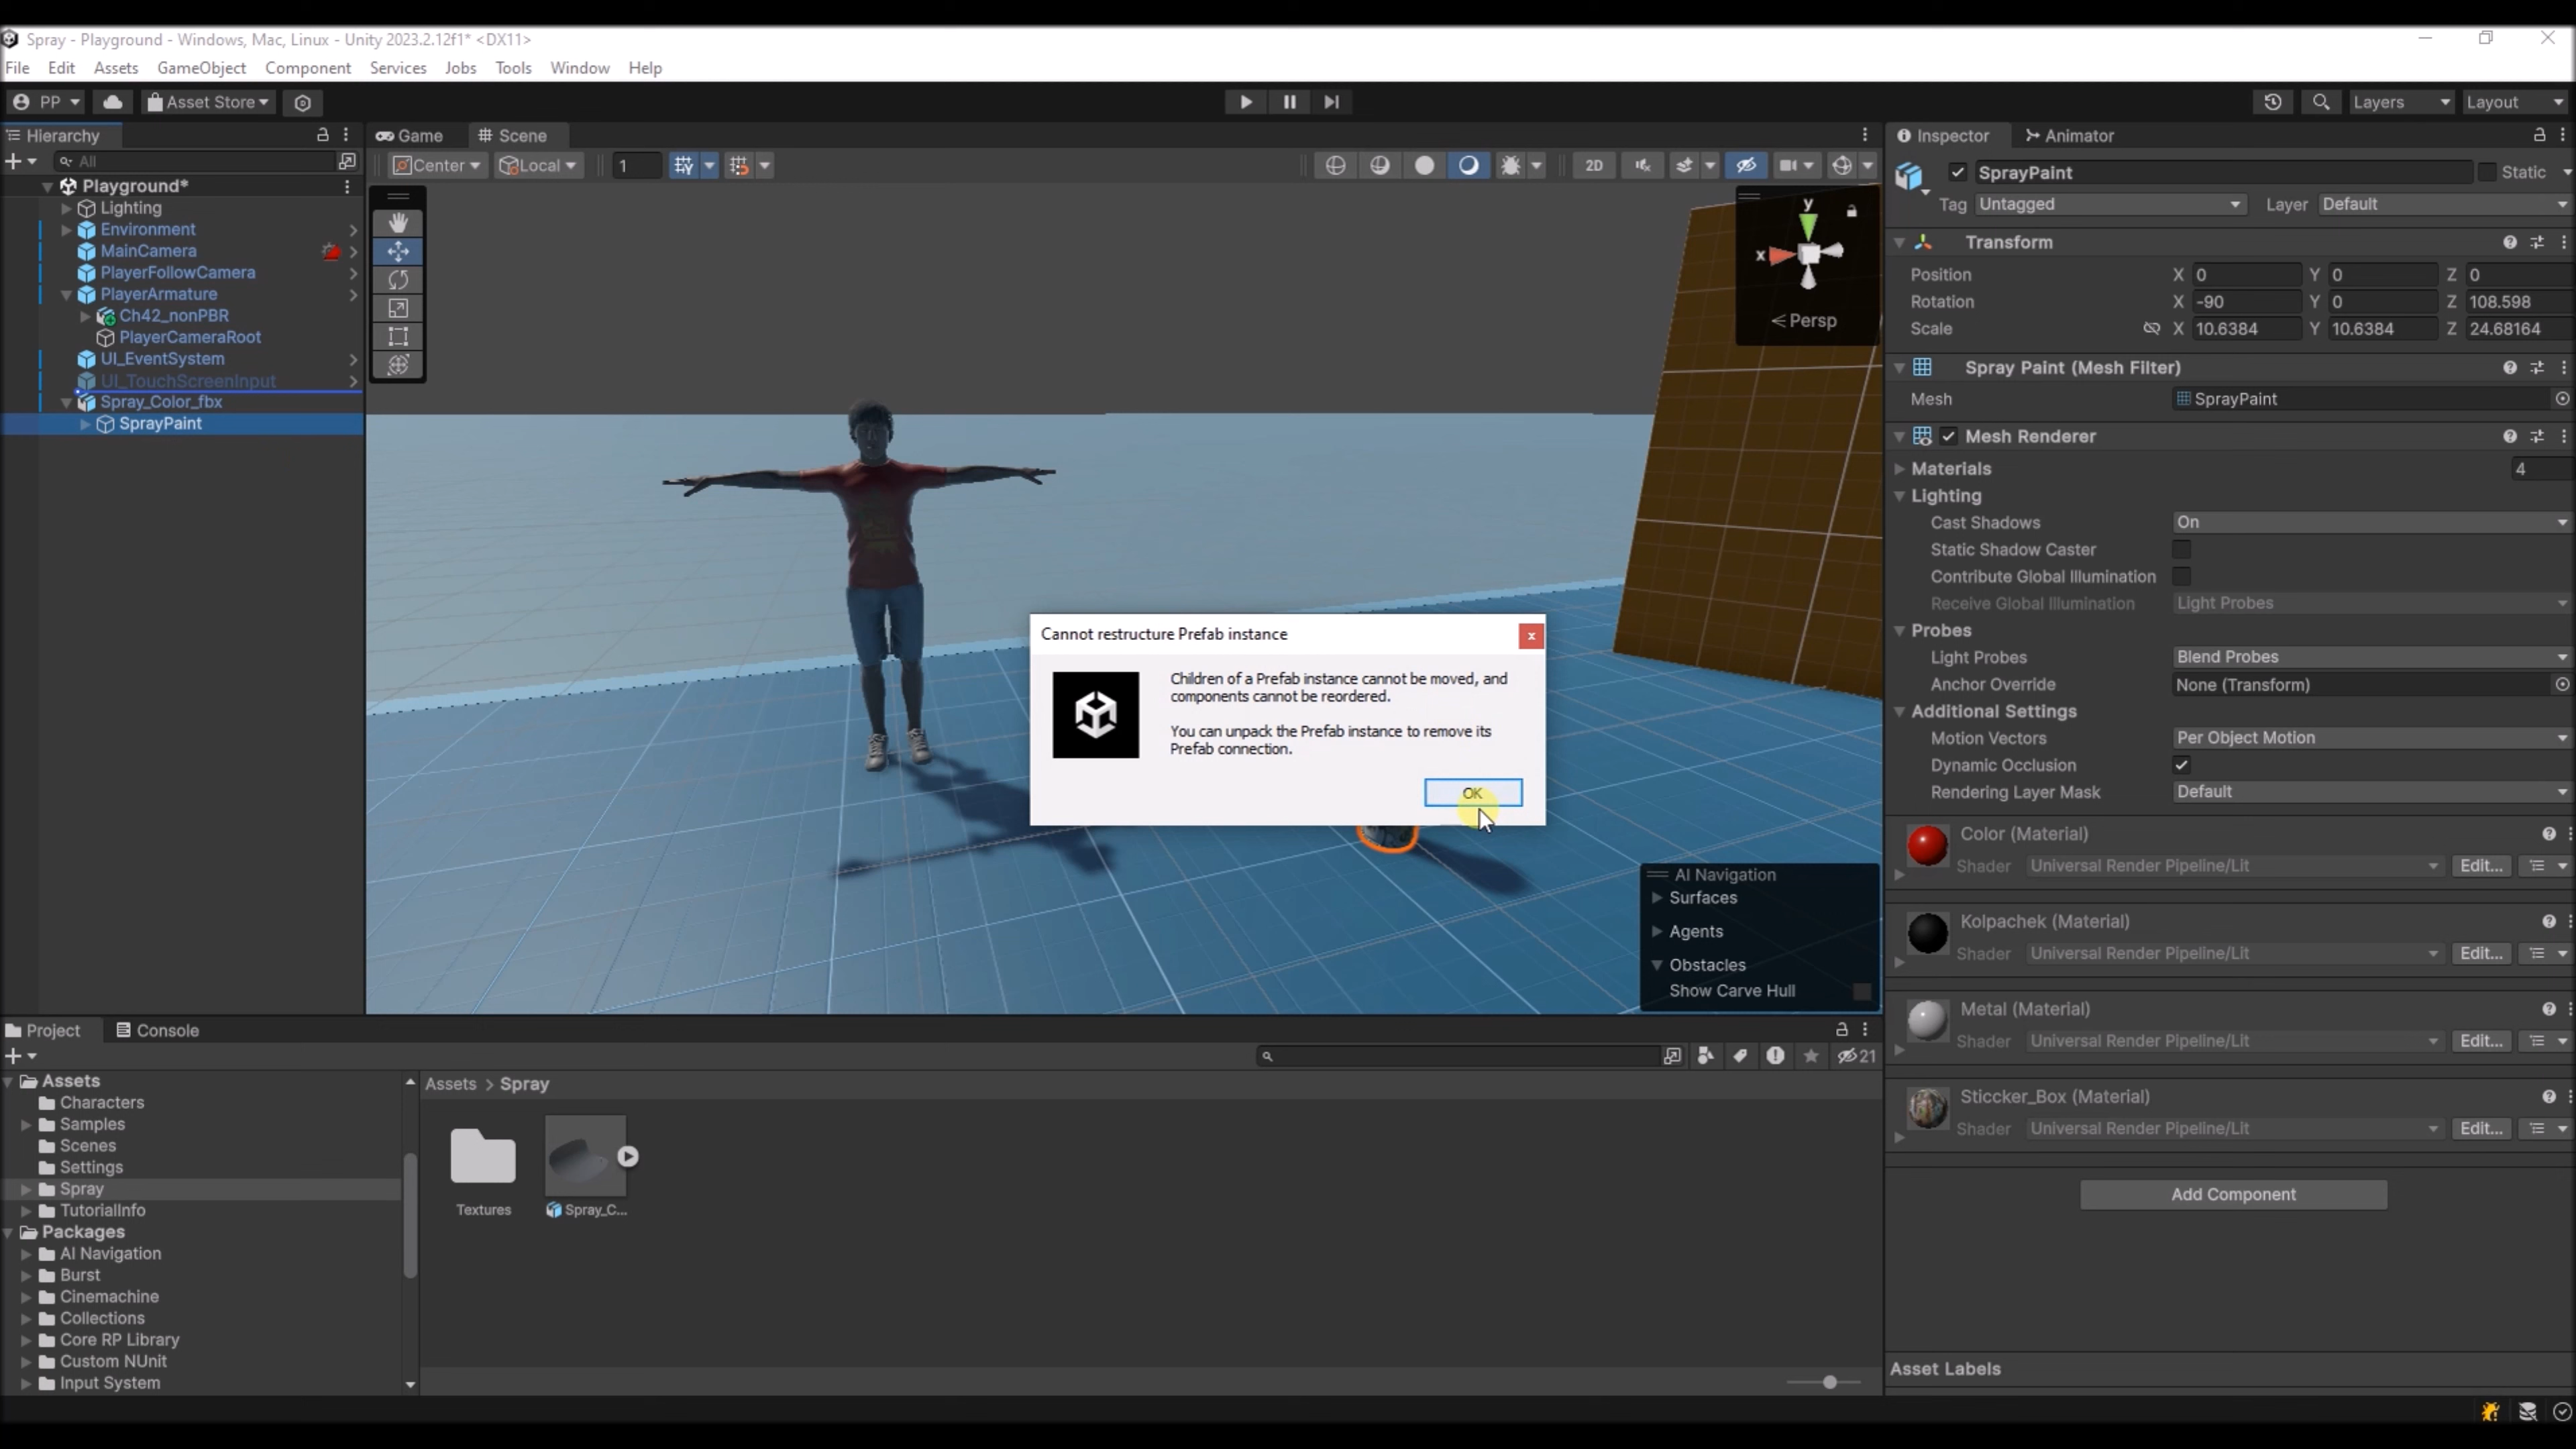 Spray - Playground - Windows, Mac, Linux - Unity 2023.2.12f1* <DX11>
File Edit Assets GameObject Component Services Jobs Tools Window Help
PP Asset Store Layers Layout
Hierarchy
All
Playground*
Lighting
Environment
MainCamera
PlayerFollowCamera
PlayerArmature
Ch42_nonPBR
PlayerCameraRoot
UI_EventSystem
UI_TouchScreenInput
Spray_Color_fbx
SprayPaint
Game Scene
Center Local 1 2D
y
x
Persp
Cannot restructure Prefab instance
x
Children of a Prefab instance cannot be moved, and
components cannot be reordered.
You can unpack the Prefab instance to remove its
Prefab connection.
OK
AI Navigation
Surfaces
Agents
Obstacles
Show Carve Hull
Inspector Animator
SprayPaint Static
Tag Untagged Layer Default
Transform
Position X 0 Y 0 Z 0
Rotation X -90 Y 0 Z 108.598
Scale X 10.6384 Y 10.6384 Z 24.68164
Spray Paint (Mesh Filter)
Mesh SprayPaint
Mesh Renderer
Materials 4
Lighting
Cast Shadows On
Static Shadow Caster
Contribute Global Illumination
Receive Global Illumination Light Probes
Probes
Light Probes Blend Probes
Anchor Override None (Transform)
Additional Settings
Motion Vectors Per Object Motion
Dynamic Occlusion
Rendering Layer Mask Default
Color (Material)
Shader Universal Render Pipeline/Lit Edit...
Kolpachek (Material)
Shader Universal Render Pipeline/Lit Edit...
Metal (Material)
Shader Universal Render Pipeline/Lit Edit...
Sticcker_Box (Material)
Shader Universal Render Pipeline/Lit Edit...
Add Component
Asset Labels
Project Console
21
Assets
Characters
Samples
Scenes
Settings
Spray
TutorialInfo
Packages
AI Navigation
Burst
Cinemachine
Collections
Core RP Library
Custom NUnit
Input System
Assets > Spray
Textures
Spray_C...